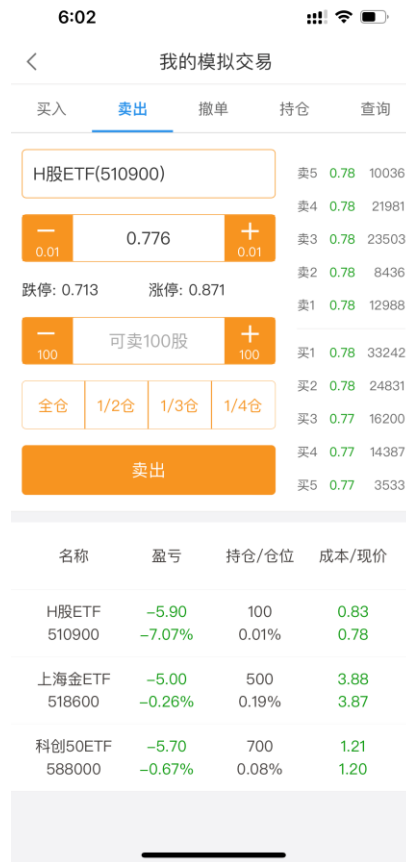 6:02
我的模拟交易
买入 卖出 撤单 持仓 查询
H股ETF(510900)
卖5 0.78 10036
卖4 0.78 21981
— 0.776 +
0.01 0.01
卖3 0.78 23503
卖2 0.78 8436
跌停: 0.713 涨停: 0.871
卖1 0.78 12988
— 可卖100股 +
100 100
买1 0.78 33242
买2 0.78 24831
全仓 1/2仓 1/3仓 1/4仓
买3 0.77 16200
买4 0.77 14387
卖出
买5 0.77 3533
名称 盈亏 持仓/仓位 成本/现价
H股ETF −5.90 100 0.83
510900 −7.07% 0.01% 0.78
上海金ETF −5.00 500 3.88
518600 −0.26% 0.19% 3.87
科创50ETF −5.70 700 1.21
588000 −0.67% 0.08% 1.20